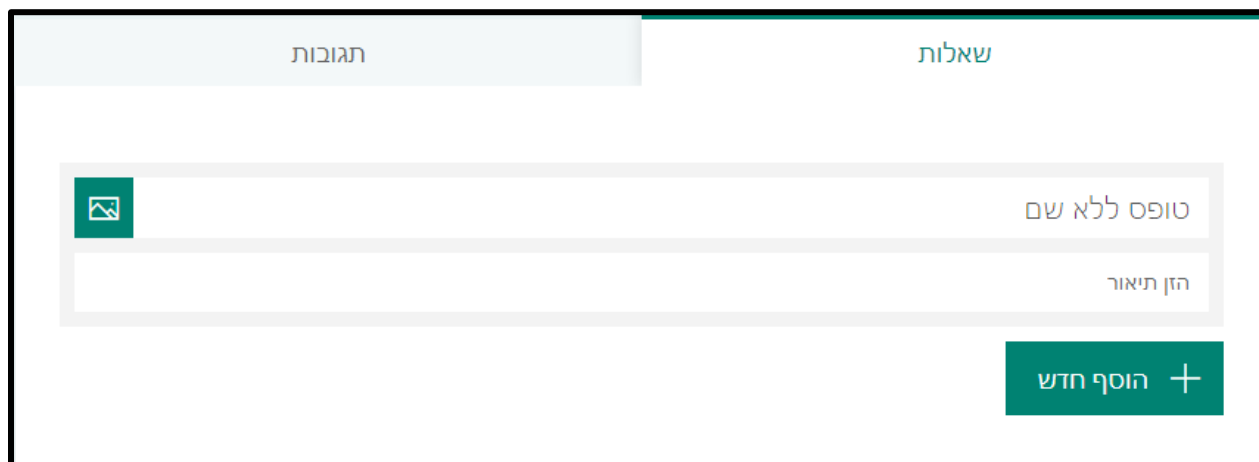 שאלות
תגובות
טופס ללא שם
הזן תיאור
הוסף חדש